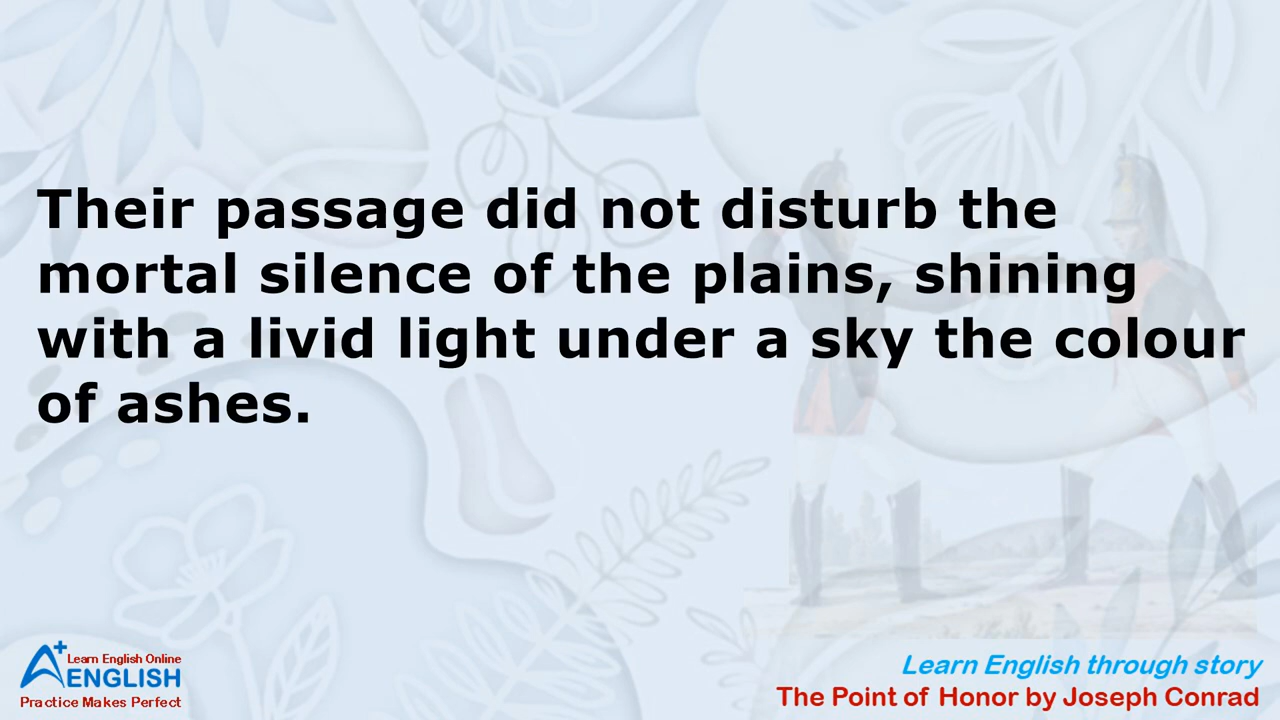 Their passage did not disturb the
mortal silence of the plains, shining
with a livid light under a sky the colour
of ashes.
A+ Learn English Online
ENGLISH
Practice Makes Perfect
Learn English through story
The Point of Honor by Joseph Conrad